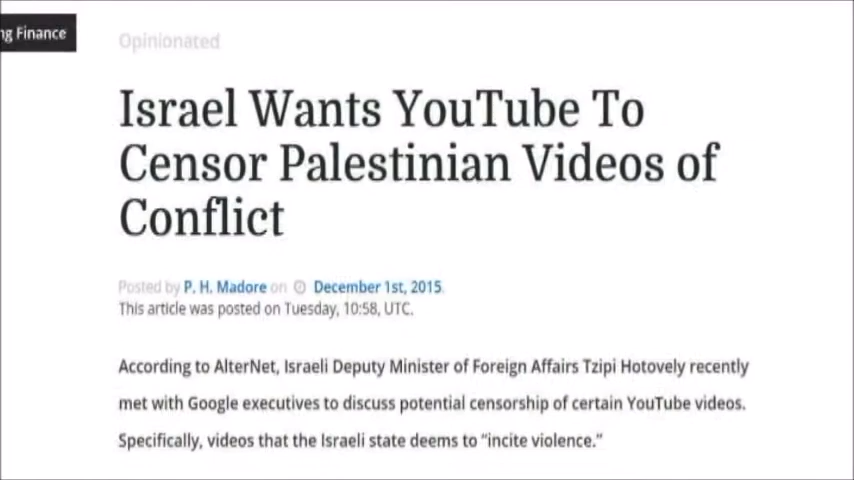 ng Finance
Opinionated
Israel Wants YouTube To
Censor Palestinian Videos of
Conflict
Posted by P. H. Madore on December 1st, 2015.
This article was posted on Tuesday, 10:58, UTC.
According to AlterNet, Israeli Deputy Minister of Foreign Affairs Tzipi Hotovely recently
met with Google executives to discuss potential censorship of certain YouTube videos.
Specifically, videos that the Israeli state deems to “incite violence.”